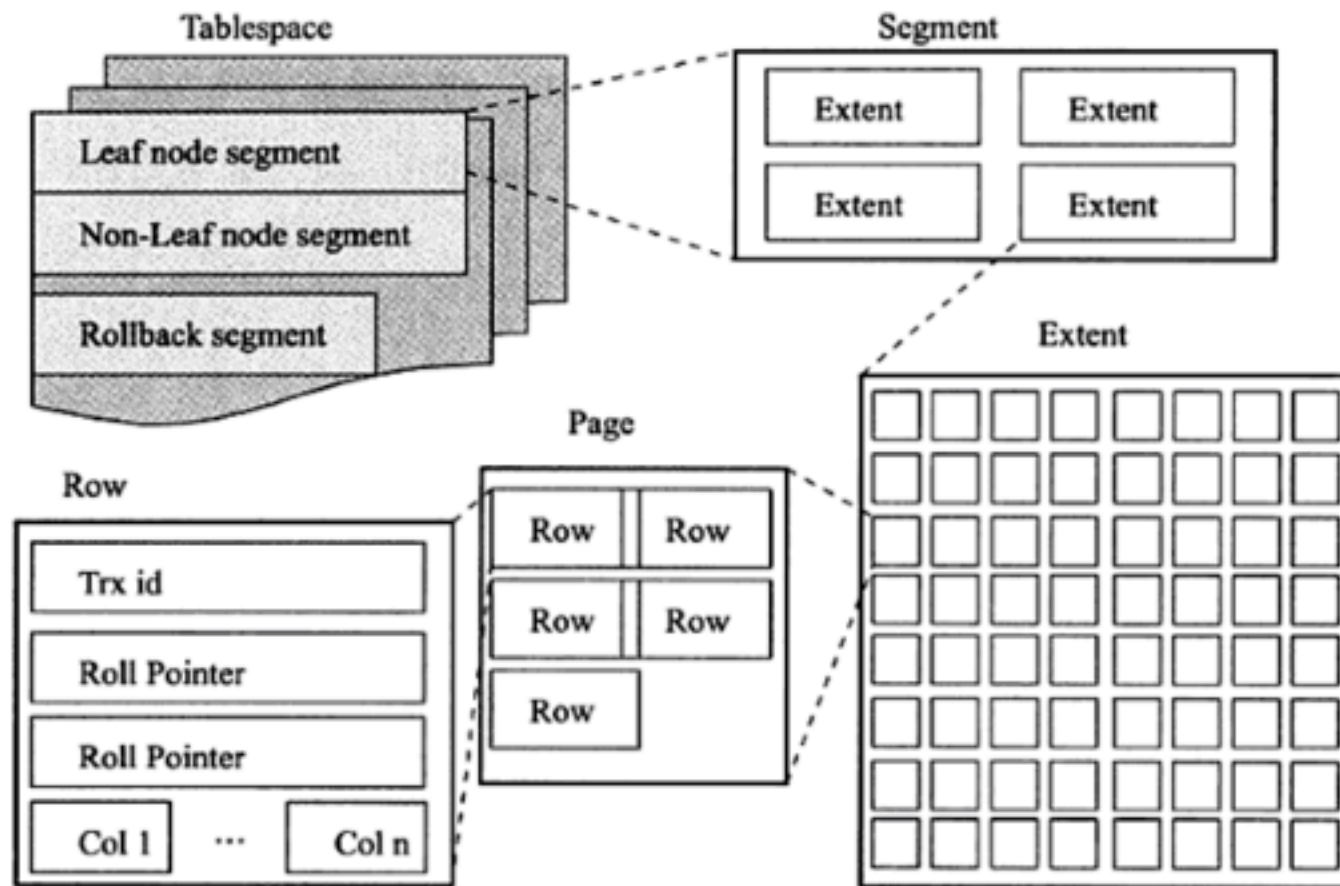 Tablespace
Leaf node segment
Non-Leaf node segment
Rollback segment
Segment
Extent Extent
Extent Extent
Extent
Page
Row Row
Row Row
Row
Row
Trx id
Roll Pointer
Roll Pointer
Col 1 ... Col n